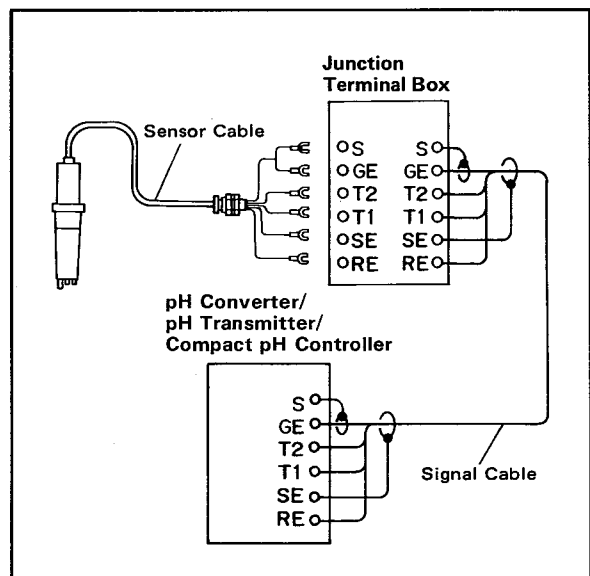 Junction
Terminal Box
Sensor Cable
S S
GE GE
T2 T2
T1 T1
SE SE
RE RE
pH Converter/
pH Transmitter/
Compact pH Controller
S
GE
T2
T1
SE
RE
Signal Cable